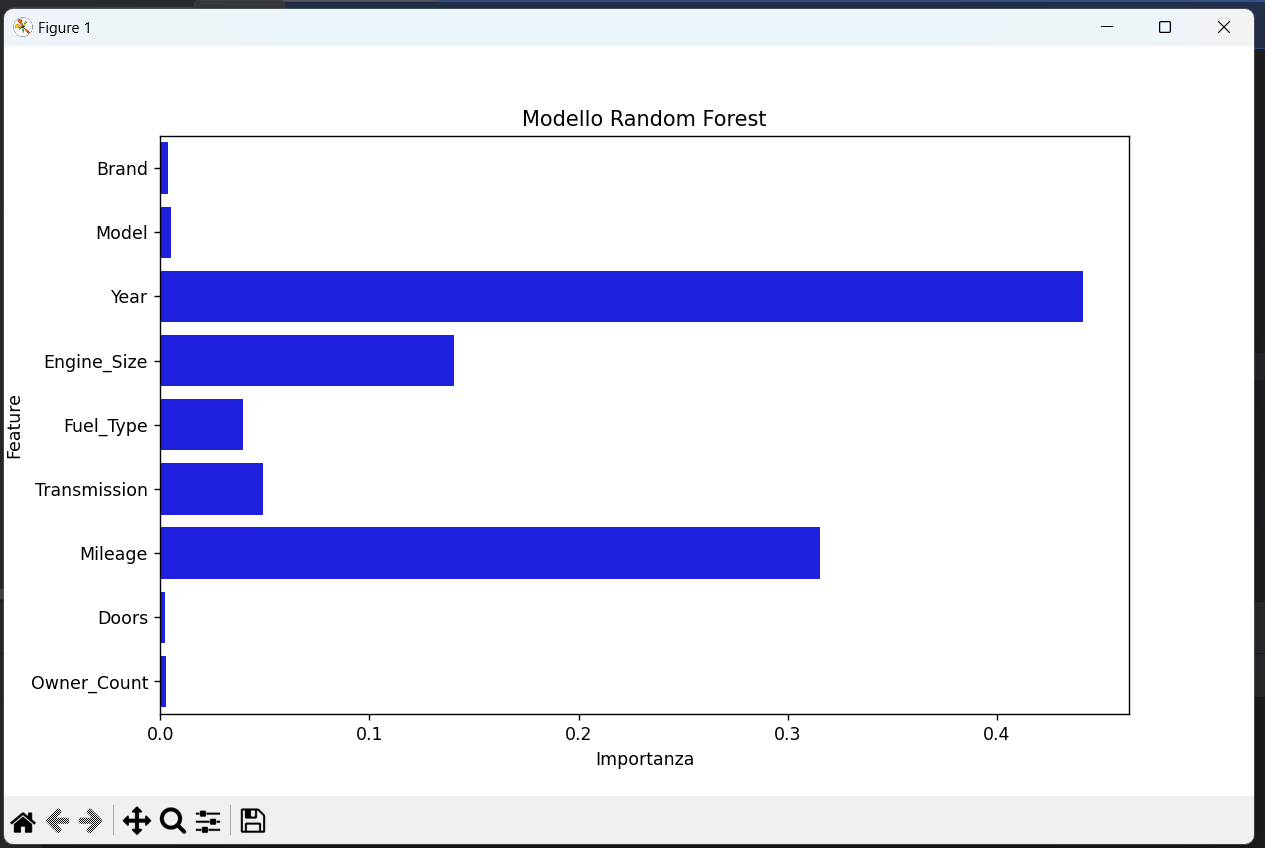 Figure 1
Modello Random Forest
Brand
Model
Year
Engine_Size
Fuel_Type
Transmission
Mileage
Doors
Owner_Count
Feature
0.0 0.1 0.2 0.3 0.4
Importanza